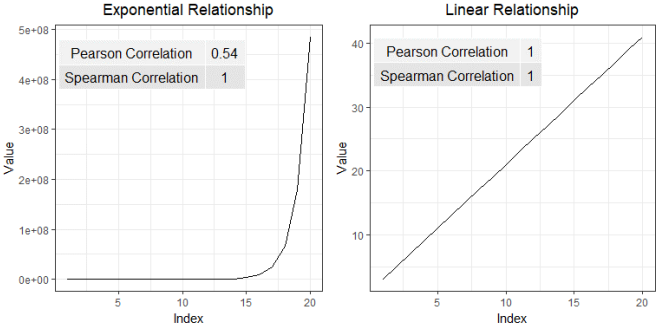 Exponential Relationship
Pearson Correlation 0.54
Spearman Correlation 1
Value
5e+08
4e+08
3e+08
2e+08
1e+08
0e+00
5 10 15 20
Index
Linear Relationship
Pearson Correlation 1
Spearman Correlation 1
Value
40
30
20
10
5 10 15 20
Index